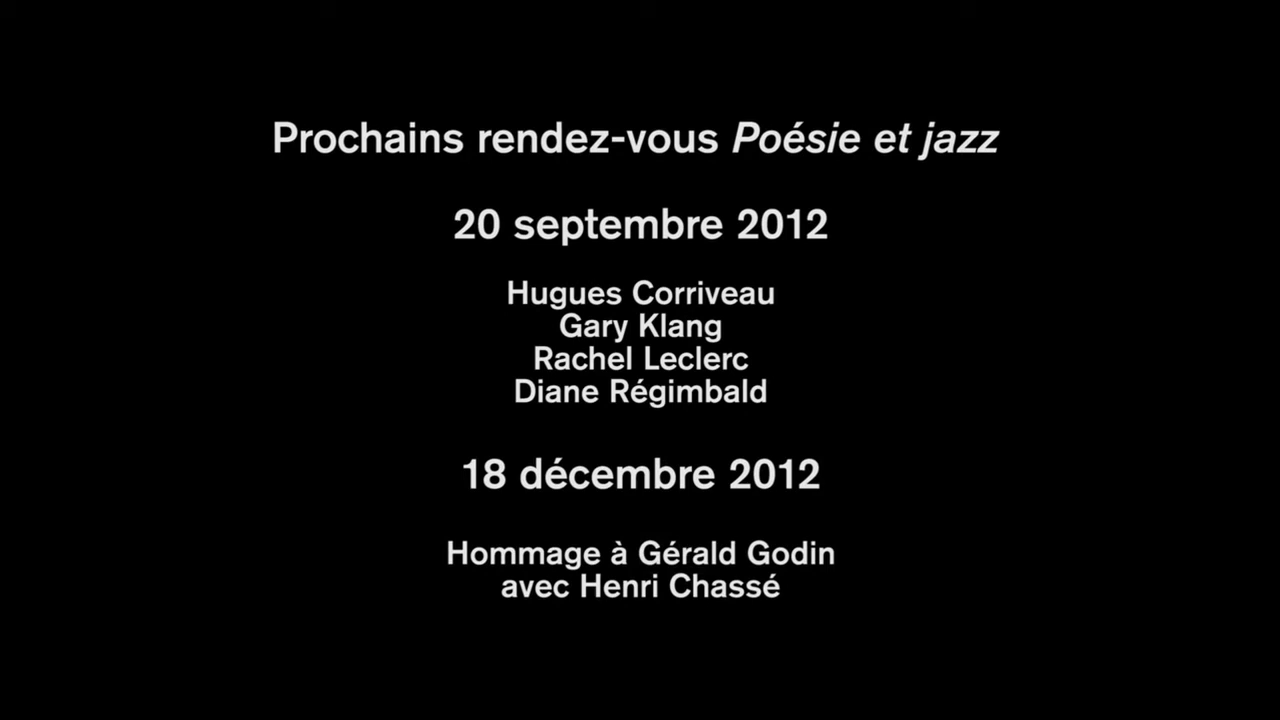 Prochains rendez-vous Poésie et jazz
20 septembre 2012
Hugues Corriveau
Gary Klang
Rachel Leclerc
Diane Régimbald
18 décembre 2012
Hommage à Gérald Godin
avec Henri Chassé